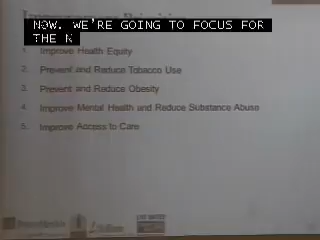 NOW. WE'RE GOING TO FOCUS FOR
THE N
1. Improve Health Equity
2. Prevent and Reduce Tobacco Use
3. Prevent and Reduce Obesity
4. Improve Mental Health and Reduce Substance Abuse
5. Improve Access to Care